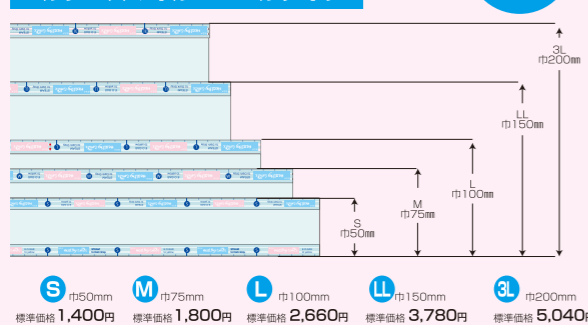 3L
巾200mm
LL
巾150mm
L
巾100mm
M
巾75mm
S
巾50mm
S 巾50mm
標準価格 1,400円
M 巾75mm
標準価格 1,800円
L 巾100mm
標準価格 2,660円
LL 巾150mm
標準価格 3,780円
3L 巾200mm
標準価格 5,040円